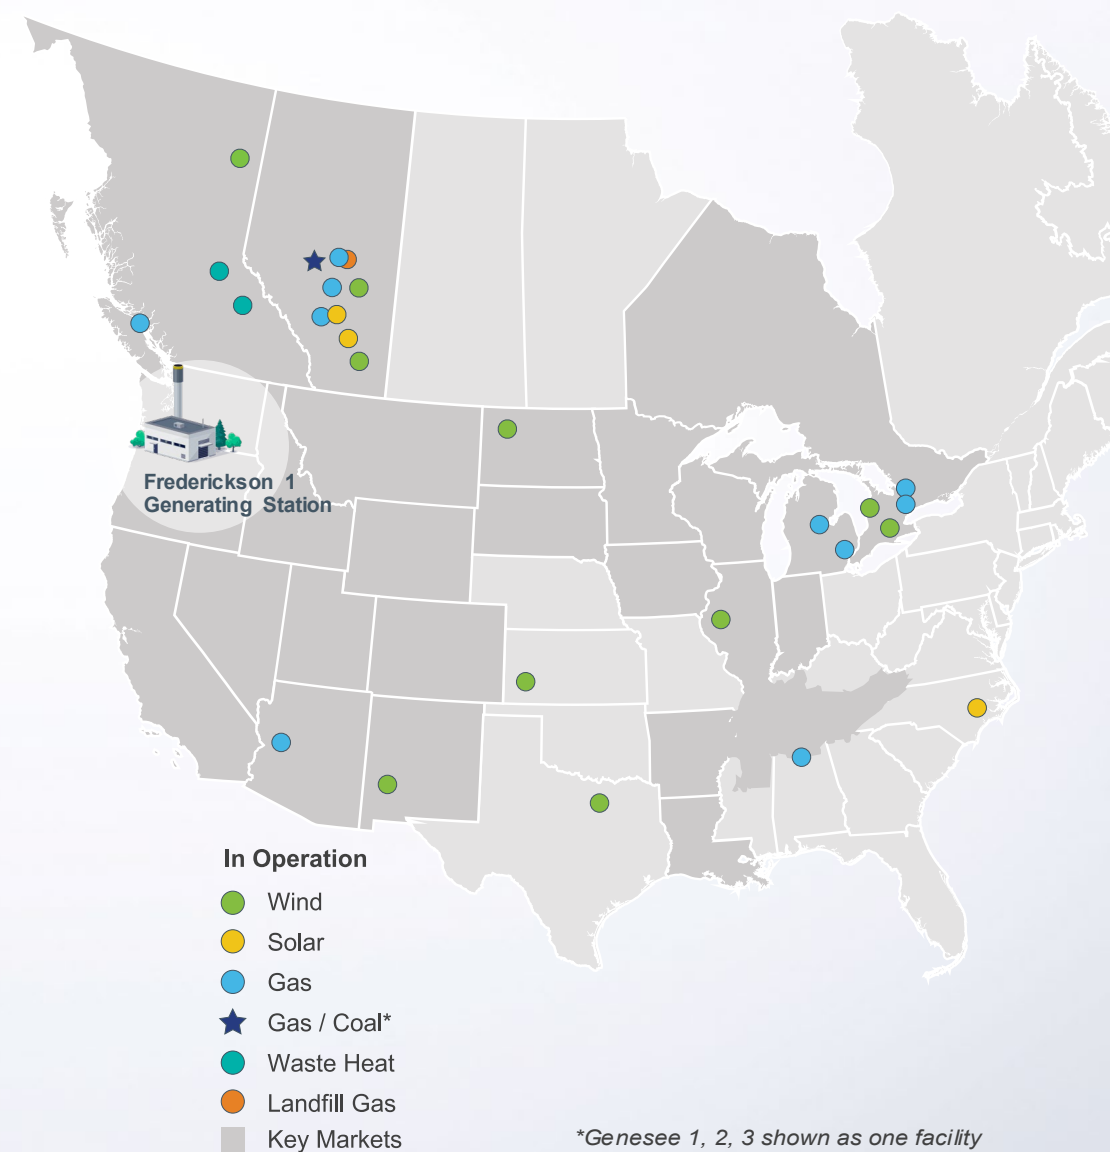 Frederickson 1
Generating Station
In Operation
Wind
Solar
Gas
Gas / Coal*
Waste Heat
Landfill Gas
Key Markets
*Genesee 1, 2, 3 shown as one facility